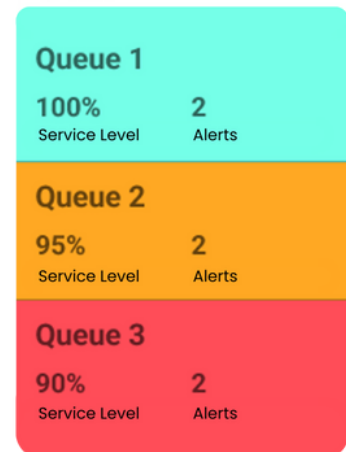 Queue 1
100% 2
Service Level Alerts
Queue 2
95% 2
Service Level Alerts
Queue 3
90% 2
Service Level Alerts